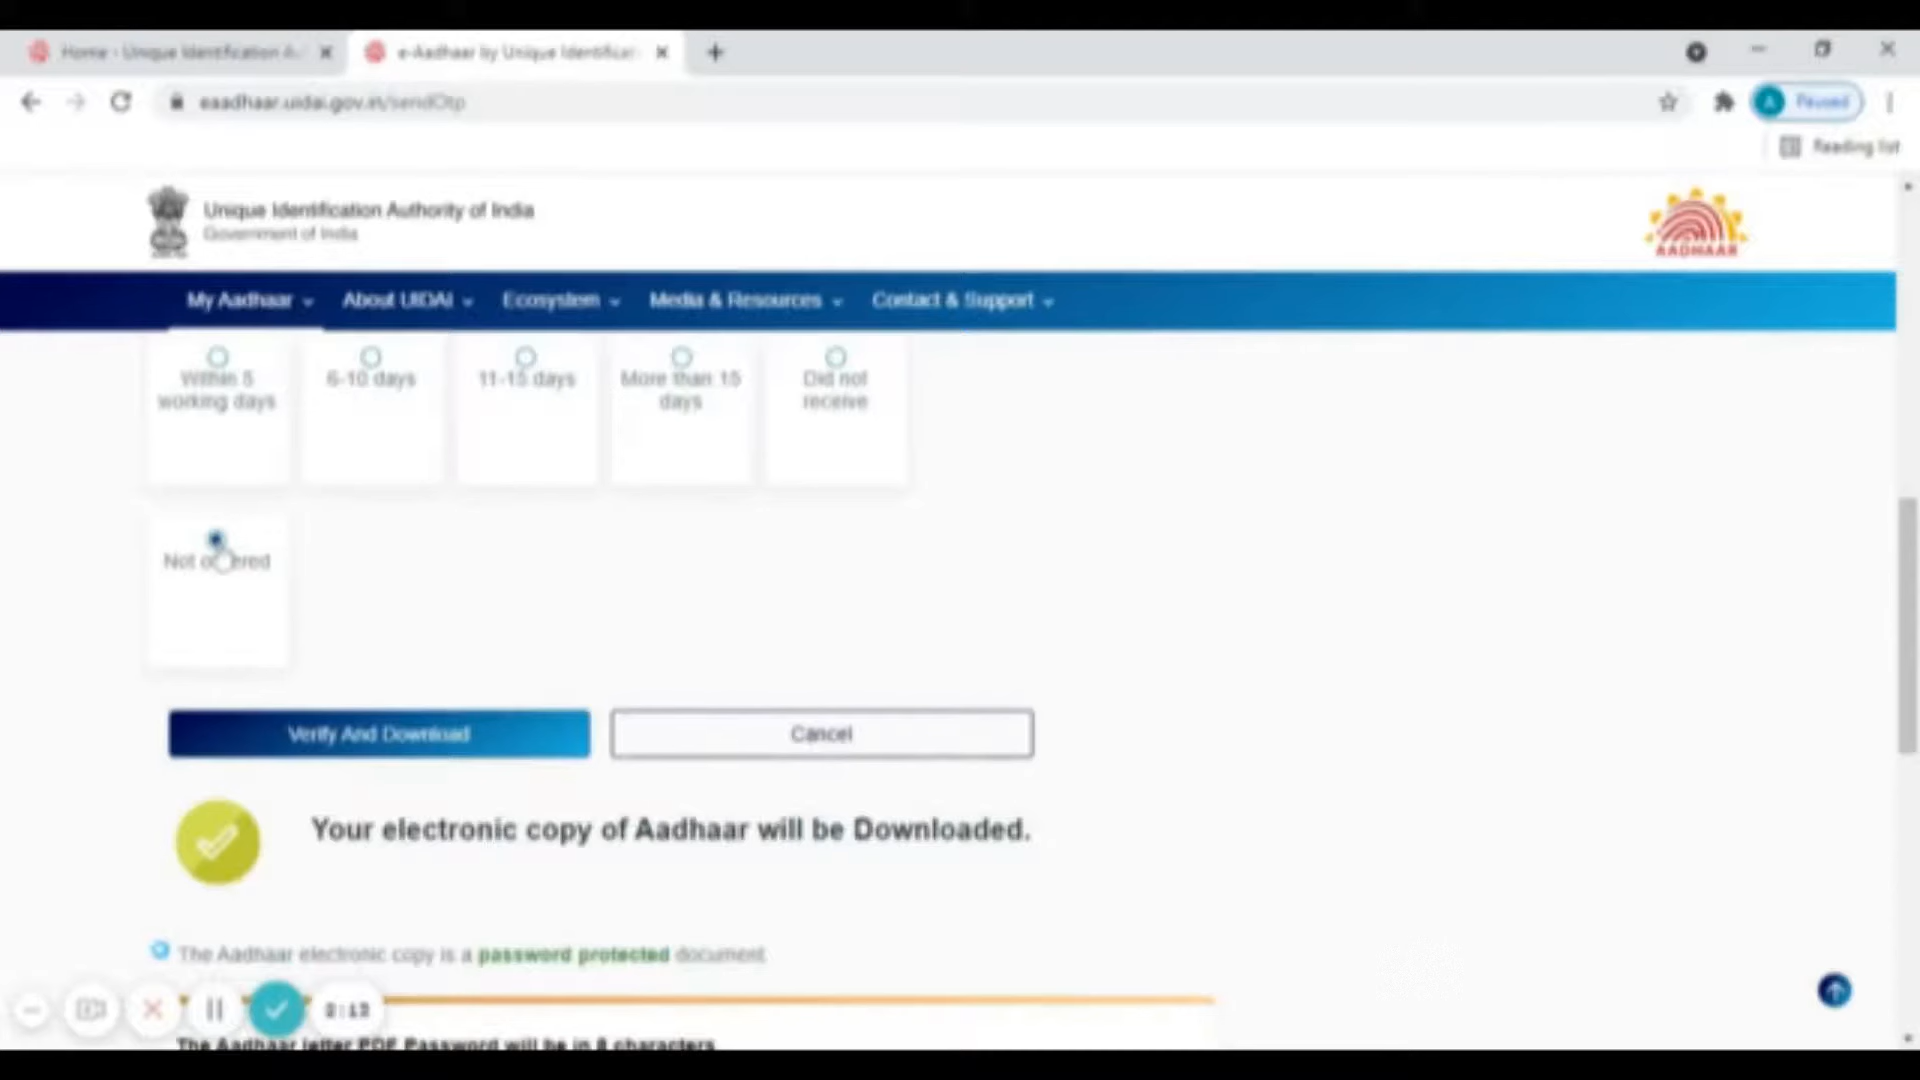 Home - Unique Identification A
e-Aadhaar by Unique Identificat
eaadhaar.uidai.gov.in/sendOtp
Paused
Reading list
Unique Identification Authority of India
Government of India
AADHAAR
My Aadhaar About UIDAI Ecosystem Media & Resources Contact & Support
Within 5 working days
6-10 days
11-15 days
More than 15 days
Did not receive
Not ordered
Verify And Download
Cancel
Your electronic copy of Aadhaar will be Downloaded.
The Aadhaar electronic copy is a password protected document
The Aadhaar letter PDF Password will be in 8 characters